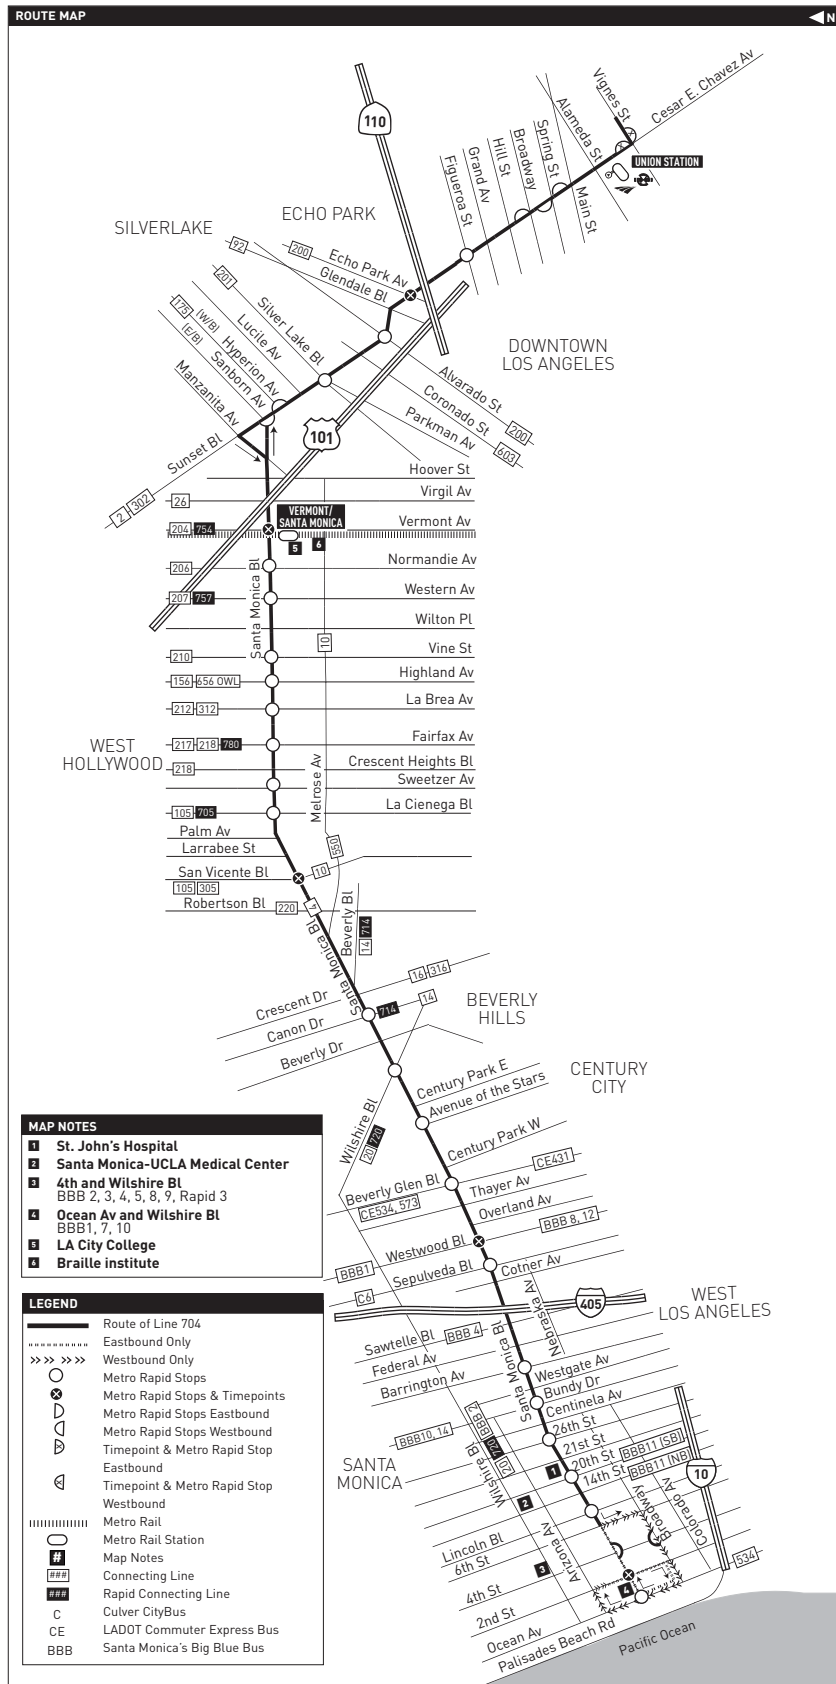 ROUTE MAP
N
110
Vignes St
Cesar E. Chavez Av
Alameda St
UNION STATION
Spring St
Broadway
Hill St
Grand Av
Figueroa St
Main St
ECHO PARK
SILVERLAKE
92
200
Echo Park Av
Glendale Bl
201
Silver Lake Bl
175
(W/B)
Lucile Av
(E/B)
Hyperion Av
Sanborn Av
Manzanita Av
DOWNTOWN
LOS ANGELES
Alvarado St
200
Coronado St
603
Parkman Av
101
Sunset Bl
2
302
Hoover St
26
Virgil Av
VERMONT/
SANTA MONICA
204
754
Vermont Av
5
6
206
Normandie Av
Santa Monica Bl
207
757
Western Av
Wilton Pl
10
210
Vine St
156
656 OWL
Highland Av
212
312
La Brea Av
217
218
780
Fairfax Av
WEST
HOLLYWOOD
218
Crescent Heights Bl
Melrose Av
Sweetzer Av
105
705
La Cienega Bl
Palm Av
Larrabee St
550
San Vicente Bl
10
105
305
Robertson Bl
220
4
Beverly Bl
714
14
Santa Monica Bl
16
316
Crescent Dr
714
14
BEVERLY
HILLS
Canon Dr
Beverly Dr
Century Park E
CENTURY
CITY
Avenue of the Stars
Wilshire Bl
20
720
Century Park W
CE431
Beverly Glen Bl
Thayer Av
CE534, 573
Overland Av
BBB 8, 12
Westwood Bl
BBB1
Cotner Av
Sepulveda Bl
C6
Nebraska Av
405
WEST
LOS ANGELES
Sawtelle Bl
BBB 4
Santa Monica Bl
Federal Av
Westgate Av
Barrington Av
Bundy Dr
Centinela Av
BBB 2
720
20
26th St
BBB10, 14
Wilshire Bl
21st St
BBB11 (SB)
20th St
SANTA
MONICA
1
14th St
BBB11 (NB)
10
2
Broadway
Colorado Av
Lincoln Bl
Arizona Av
6th St
534
3
4th St
4
2nd St
Ocean Av
Palisades Beach Rd
Pacific Ocean
MAP NOTES
1 St. John's Hospital
2 Santa Monica-UCLA Medical Center
3 4th and Wilshire Bl
BBB 2, 3, 4, 5, 8, 9, Rapid 3
4 Ocean Av and Wilshire Bl
BBB1, 7, 10
5 LA City College
6 Braille institute
LEGEND
Route of Line 704
Eastbound Only
Westbound Only
Metro Rapid Stops
Metro Rapid Stops & Timepoints
Metro Rapid Stops Eastbound
Metro Rapid Stops Westbound
Timepoint & Metro Rapid Stop
Eastbound
Timepoint & Metro Rapid Stop
Westbound
Metro Rail
Metro Rail Station
# Map Notes
### Connecting Line
### Rapid Connecting Line
C Culver CityBus
CE LADOT Commuter Express Bus
BBB Santa Monica's Big Blue Bus